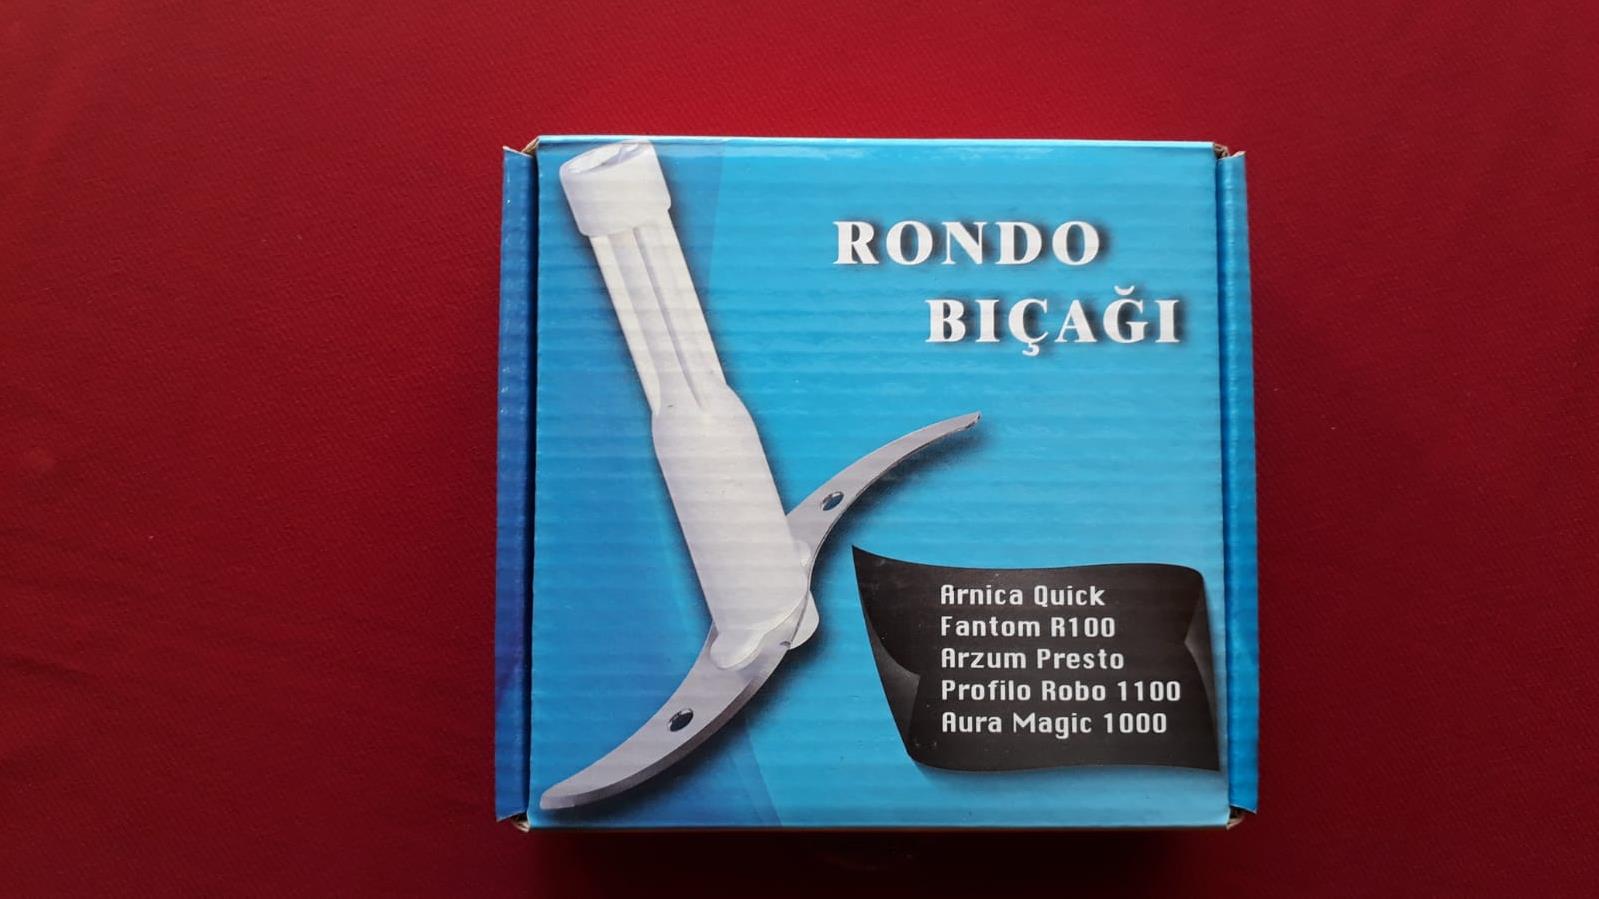 RONDO
BIÇAĞI
Arnica Quick
Fantom R100
Arzum Presto
Profilo Robo 1100
Aura Magic 1000